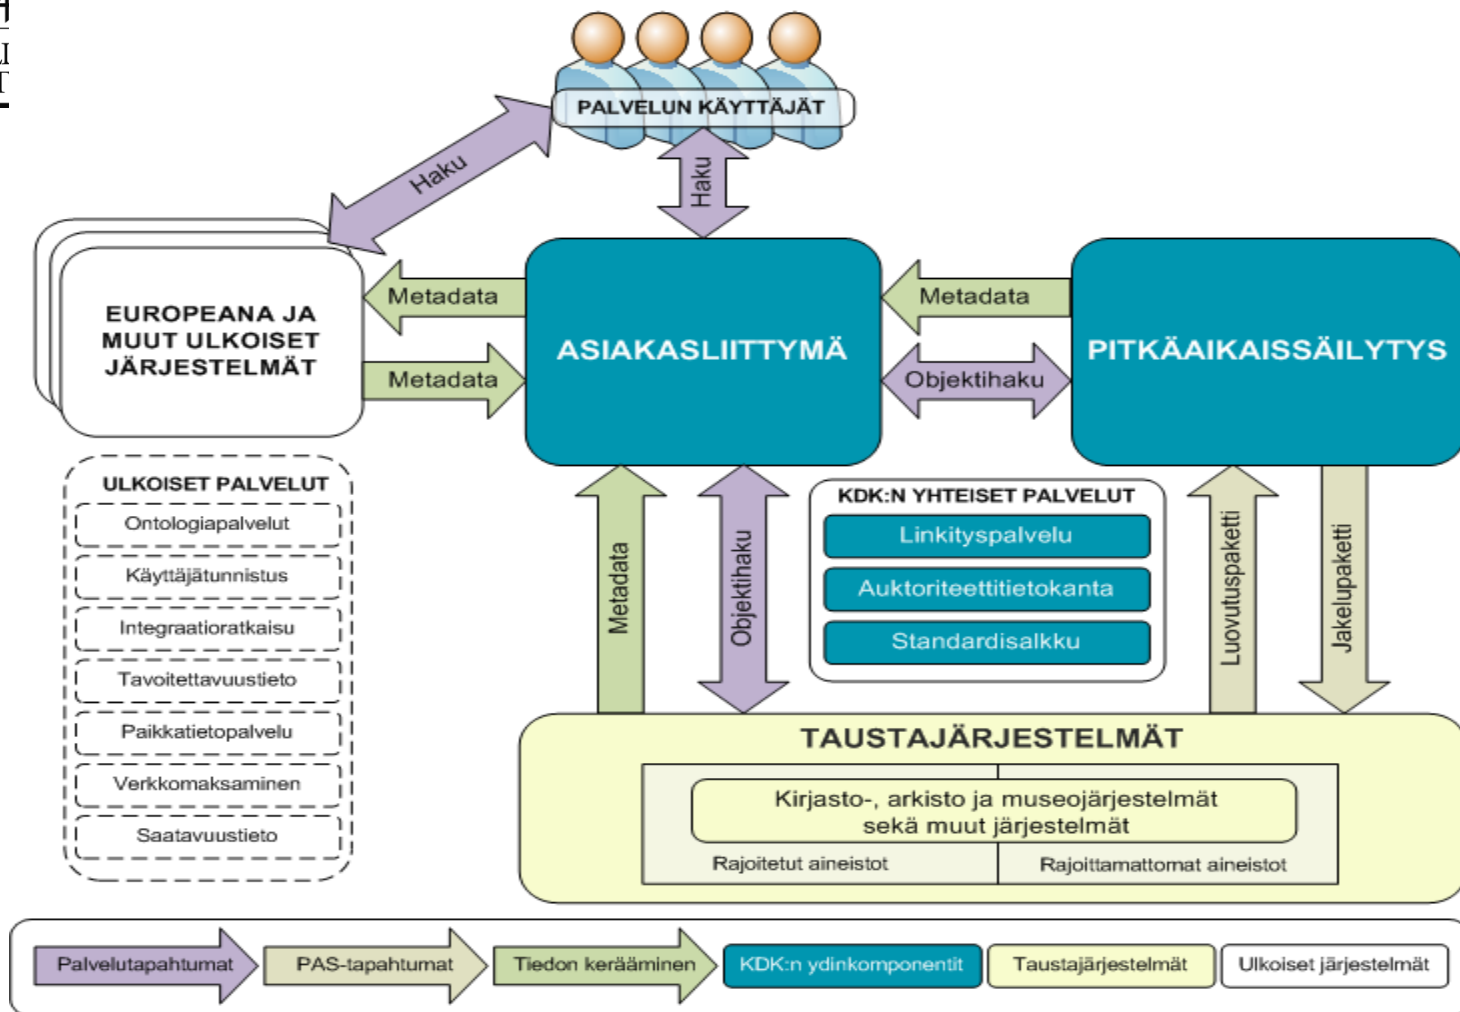 PALVELUN KÄYTTÄJÄT
Haku
Haku
EUROPEANA JA
MUUT ULKOISET
JÄRJESTELMÄT
Metadata
Metadata
ASIAKASLIITTYMÄ
Metadata
Objektihaku
PITKÄAIKAISSÄILYTYS
ULKOISET PALVELUT
Ontologiapalvelut
Käyttäjätunnistus
Integraatioratkaisu
Tavoitettavuustieto
Paikkatietopalvelu
Verkkomaksaminen
Saatavuustieto
Metadata
Objektihaku
KDK:N YHTEISET PALVELUT
Linkityspalvelu
Auktoriteettitietokanta
Standardisalkku
Luovutuspaketti
Jakelupaketti
TAUSTAJÄRJESTELMÄT
Kirjasto-, arkisto ja museojärjestelmät
sekä muut järjestelmät
Rajoitetut aineistot
Rajoittamattomat aineistot
Palvelutapahtumat
PAS-tapahtumat
Tiedon kerääminen
KDK:n ydinkomponentit
Taustajärjestelmät
Ulkoiset järjestelmät